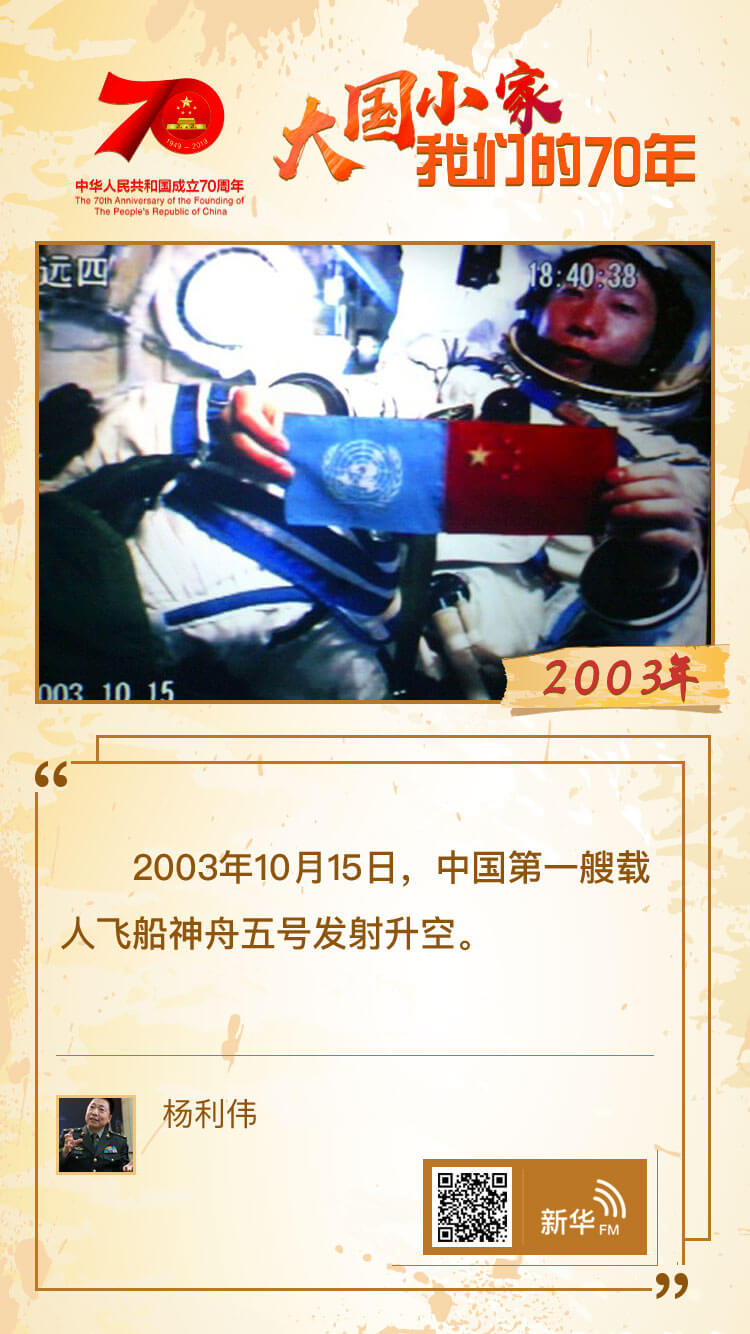 70
1949－2019
中华人民共和国成立70周年
The 70th Anniversary of the Founding of
The People's Republic of China
大国小家
我们的70年
远四
18:40:38
003 10 15
2003年
“
2003年10月15日，中国第一艘载
人飞船神舟五号发射升空。
杨利伟
新华FM
”